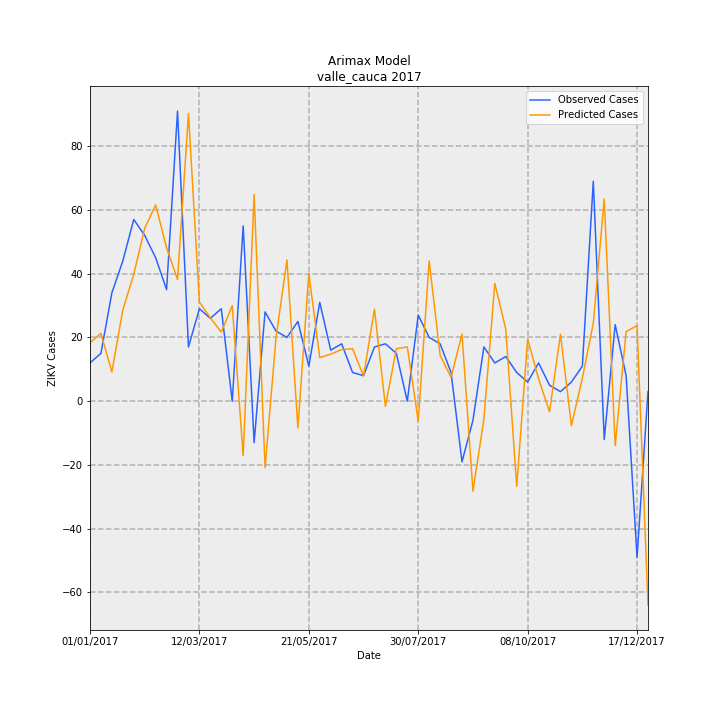 Arimax Model
valle_cauca 2017
Observed Cases
Predicted Cases
ZIKV Cases
80
60
40
20
0
−20
−40
−60
01/01/2017
12/03/2017
21/05/2017
30/07/2017
08/10/2017
17/12/2017
Date